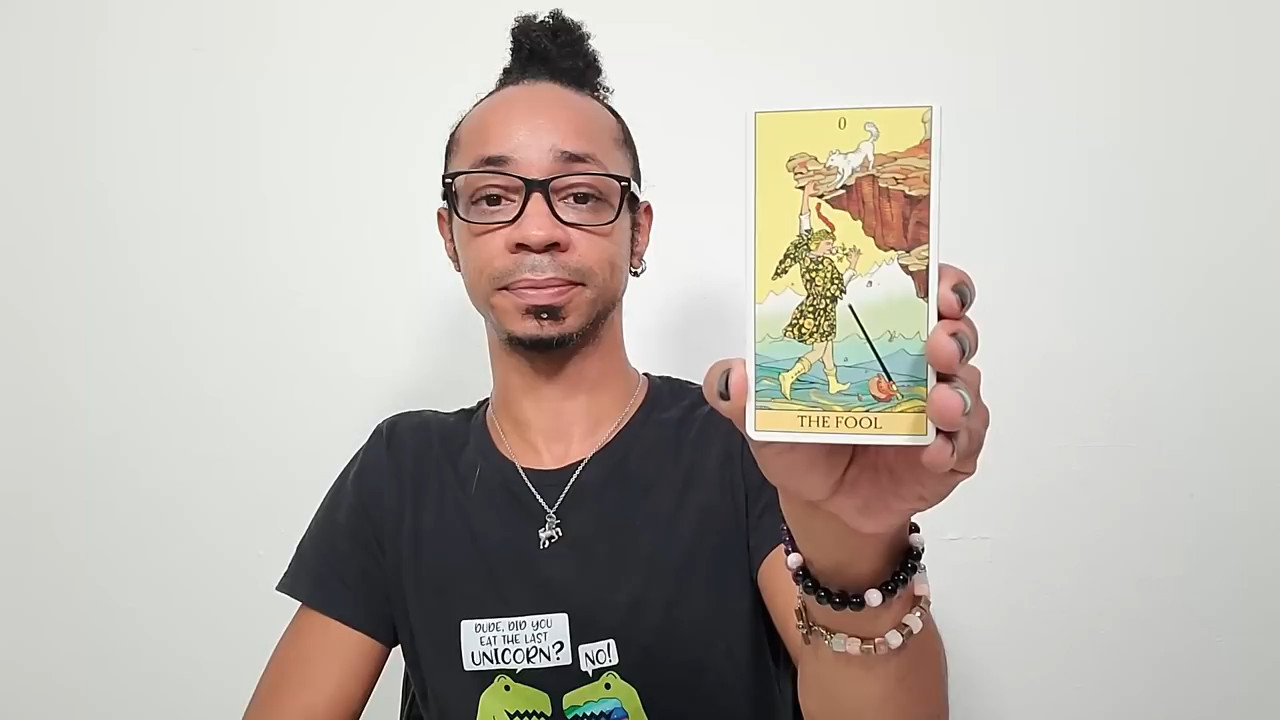 0
THE FOOL
DUDE, DID YOU
EAT THE LAST
UNICORN?
NO!